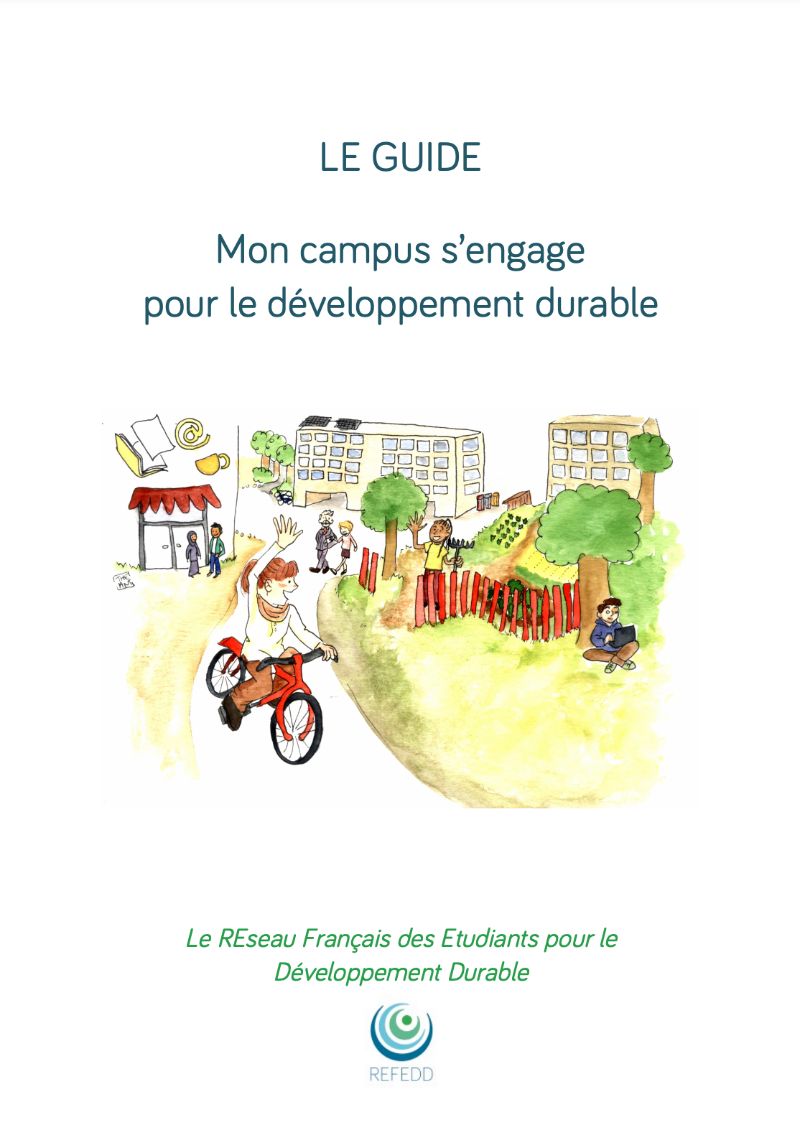 LE GUIDE
Mon campus s’engage
pour le développement durable
@
Le REseau Français des Etudiants pour le
Développement Durable
REFEDD